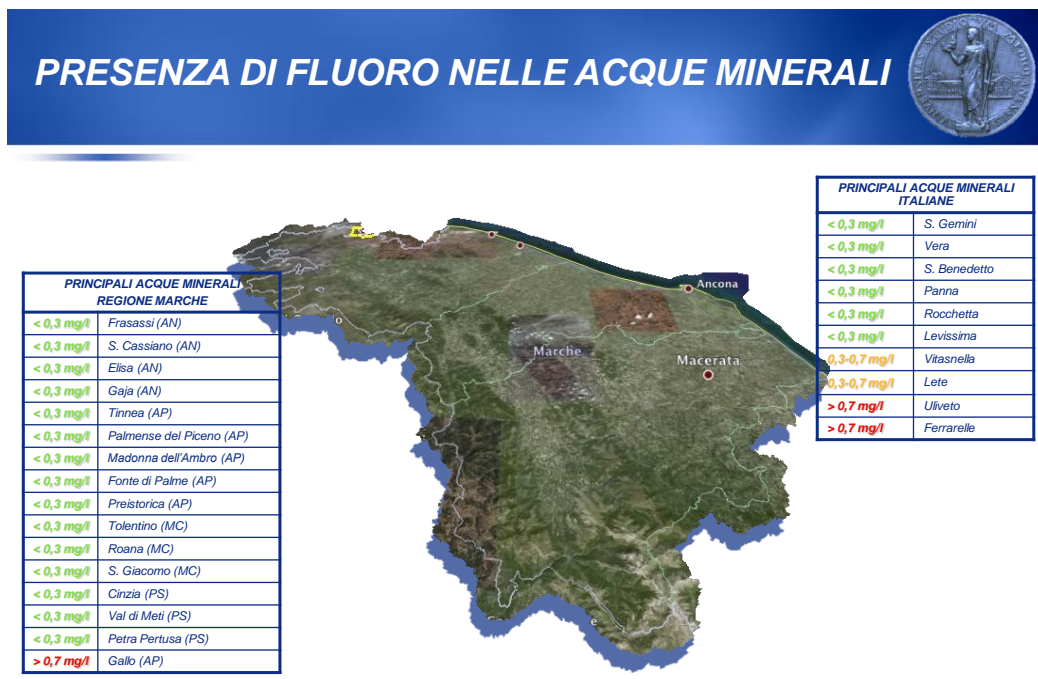 PRESENZA DI FLUORO NELLE ACQUE MINERALI
PRINCIPALI ACQUE MINERALI
REGIONE MARCHE
< 0,3 mg/l Frasassi (AN)
< 0,3 mg/l S. Cassiano (AN)
< 0,3 mg/l Elisa (AN)
< 0,3 mg/l Gaja (AN)
< 0,3 mg/l Tinnea (AP)
< 0,3 mg/l Palmense del Piceno (AP)
< 0,3 mg/l Madonna dell'Ambro (AP)
< 0,3 mg/l Fonte di Palme (AP)
< 0,3 mg/l Preistorica (AP)
< 0,3 mg/l Tolentino (MC)
< 0,3 mg/l Roana (MC)
< 0,3 mg/l S. Giacomo (MC)
< 0,3 mg/l Cinzia (PS)
< 0,3 mg/l Val di Meti (PS)
< 0,3 mg/l Petra Pertusa (PS)
> 0,7 mg/l Gallo (AP)
Ancona
Marche
Macerata
PRINCIPALI ACQUE MINERALI
ITALIANE
< 0,3 mg/l S. Gemini
< 0,3 mg/l Vera
< 0,3 mg/l S. Benedetto
< 0,3 mg/l Panna
< 0,3 mg/l Rocchetta
< 0,3 mg/l Levissima
0,3-0,7 mg/l Vitasnella
0,3-0,7 mg/l Lete
> 0,7 mg/l Uliveto
> 0,7 mg/l Ferrarelle